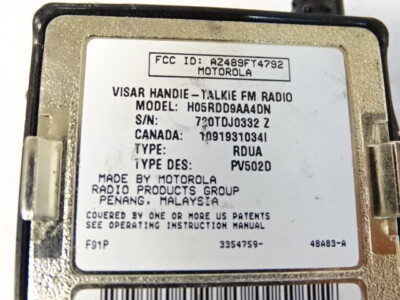 FCC ID: AZ489FT4792
MOTOROLA
VISAR HANDIE-TALKIE FM RADIO
MODEL: H05RDD9AA4DN
S/N: 720TDJ0332 Z
CANADA: 1091931034I
TYPE: RDUA
TYPE DES: PV502D
MADE BY MOTOROLA
RADIO PRODUCTS GROUP
PENANG, MALAYSIA
COVERED BY ONE OR MORE US PATENTS
SEE OPERATING INSTRUCTION MANUAL
F91P 3354759- 48A83-A